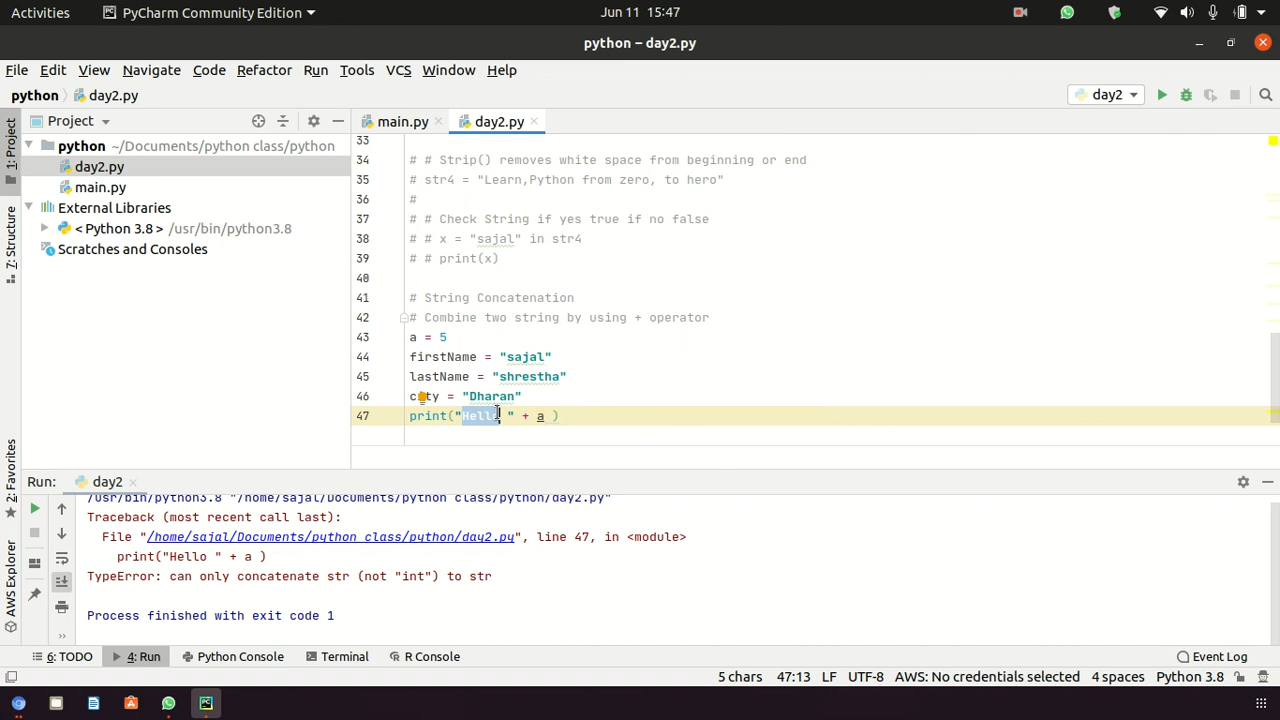 Activities
PyCharm Community Edition
Jun 11 15:47
python – day2.py
File Edit View Navigate Code Refactor Run Tools VCS Window Help
python day2.py
day2
Project
main.py
day2.py
python ~/Documents/python class/python
day2.py
main.py
External Libraries
< Python 3.8 > /usr/bin/python3.8
Scratches and Consoles
1: Project
7: Structure
2: Favorites
AWS Explorer
33
34 # # Strip() removes white space from beginning or end
35 # str4 = "Learn,Python from zero, to hero"
36 #
37 # # Check String if yes true if no false
38 # # x = "sajal" in str4
39 # # print(x)
40
41 # String Concatenation
42 # Combine two string by using + operator
43 a = 5
44 firstName = "sajal"
45 lastName = "shrestha"
46 city = "Dharan"
47 print("Hello " + a )
Run: day2
/usr/bin/python3.8 "/home/sajal/Documents/python class/python/day2.py"
Traceback (most recent call last):
File "/home/sajal/Documents/python class/python/day2.py", line 47, in <module>
print("Hello " + a )
TypeError: can only concatenate str (not "int") to str
Process finished with exit code 1
6: TODO 4: Run Python Console Terminal R Console Event Log
5 chars 47:13 LF UTF-8 AWS: No credentials selected 4 spaces Python 3.8